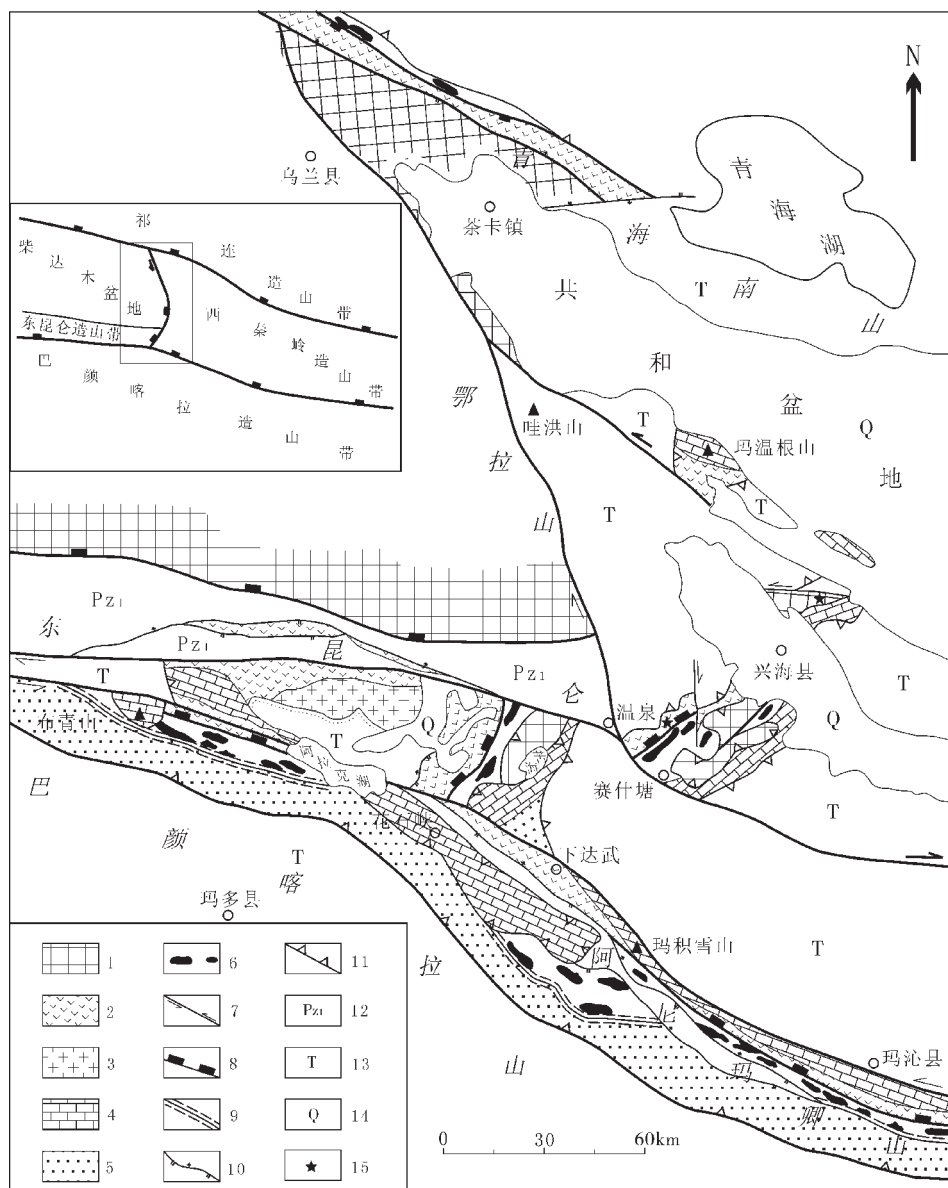 N
乌兰县
茶卡镇
青海湖
青海南山
T
共和盆地
Q
祁连造山带
柴达木盆地
西秦岭造山带
东昆仑造山带
巴颜喀拉造山带
鄂拉山
哇洪山
T
玛温根山
T
T
Pz1
Pz1
Pz1
东昆仑
T
T
Q
兴海县
T
Q
温泉
赛什塘
T
布青山
阿拉克湖
巴颜喀拉山
T
玛多县
下达武
玛积雪山
T
阿尼玛卿山
玛沁县
1
6
11
2
7
Pz1
12
3
8
T
13
4
9
Q
14
5
10
15
0
30
60km